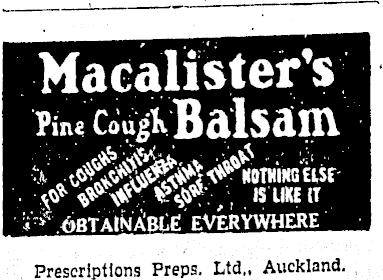 Macalister's
Pine Cough Balsam
FOR COUGHS
BRONCHITIS
INFLUENZA
ASTHMA
SORE THROAT
NOTHING ELSE
IS LIKE IT
OBTAINABLE EVERYWHERE
Prescriptions Preps. Ltd., Auckland.